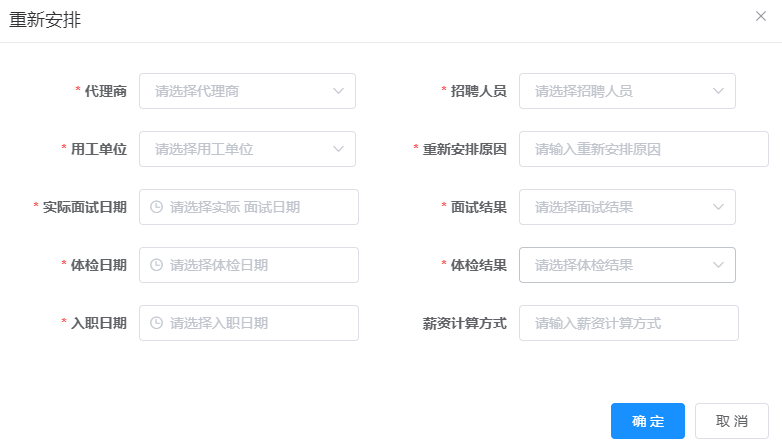 重新安排
* 代理商 请选择代理商 * 招聘人员 请选择招聘人员
* 用工单位 请选择用工单位 * 重新安排原因 请输入重新安排原因
* 实际面试日期 请选择实际 面试日期 * 面试结果 请选择面试结果
* 体检日期 请选择体检日期 * 体检结果 请选择体检结果
* 入职日期 请选择入职日期 薪资计算方式 请输入薪资计算方式
确 定 取 消